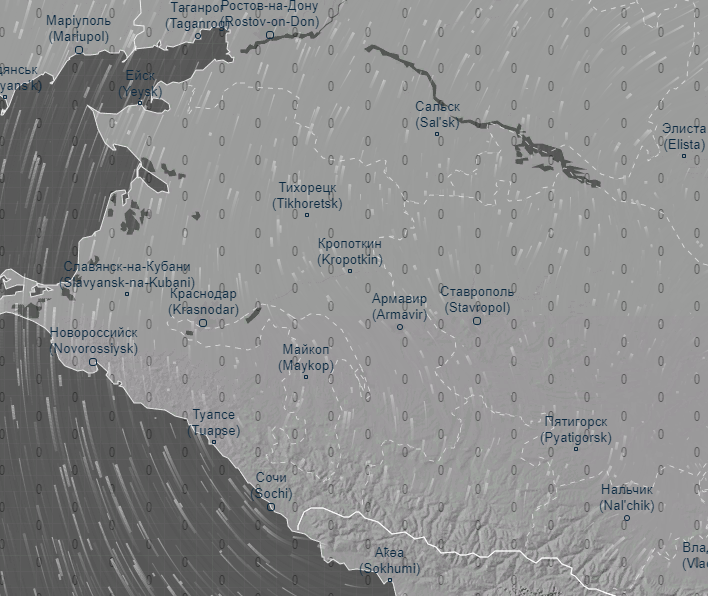 Таганрог
Ростов-на-Дону
Маріуполь
(Taganrog)
(Rostov-on-Don)
(Mariupol)
Ейск
(Yeysk)
Сальск
(Sal'sk)
Элиста
(Elista)
Тихорецк
(Tikhoretsk)
Кропоткин
(Kropotkin)
Славянск-на-Кубани
(Slavyansk-na-Kubani)
Краснодар
(Krasnodar)
Армавир
(Armavir)
Ставрополь
(Stavropol)
Новороссийск
(Novorossiysk)
Майкоп
(Maykop)
Туапсе
(Tuapse)
Пятигорск
(Pyatigorsk)
Сочи
(Sochi)
Нальчик
(Nal'chik)
Аҟәа
(Sokhumi)